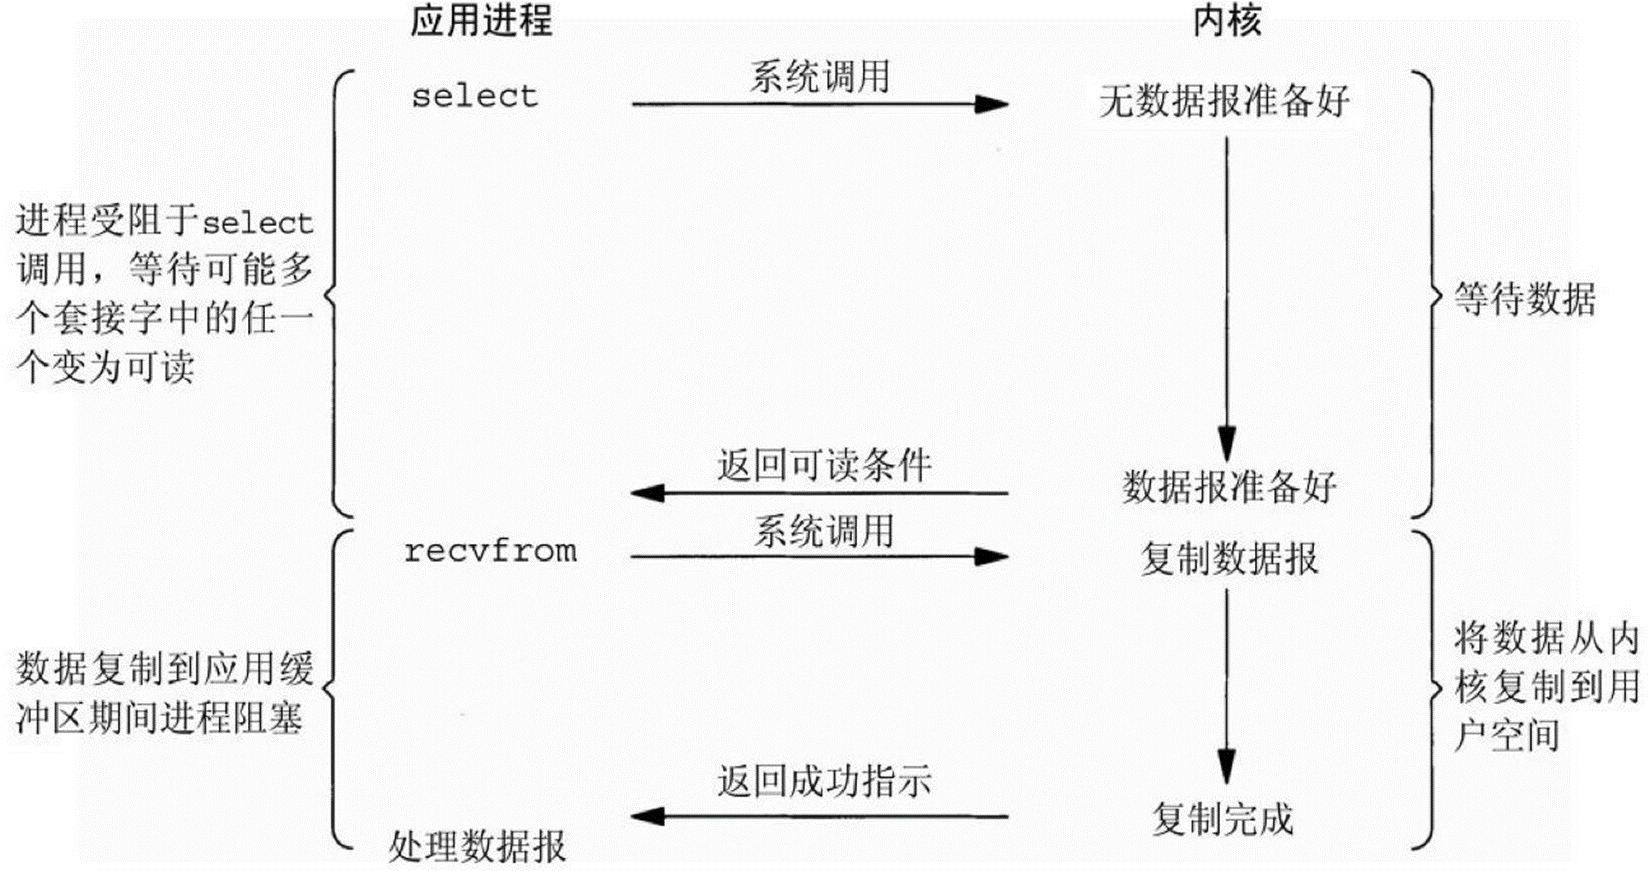 应用进程
内核
select
系统调用
无数据报准备好
进程受阻于select
调用，等待可能多
个套接字中的任一
个变为可读
等待数据
返回可读条件
数据报准备好
recvfrom
系统调用
复制数据报
数据复制到应用缓
冲区期间进程阻塞
将数据从内
核复制到用
户空间
返回成功指示
复制完成
处理数据报